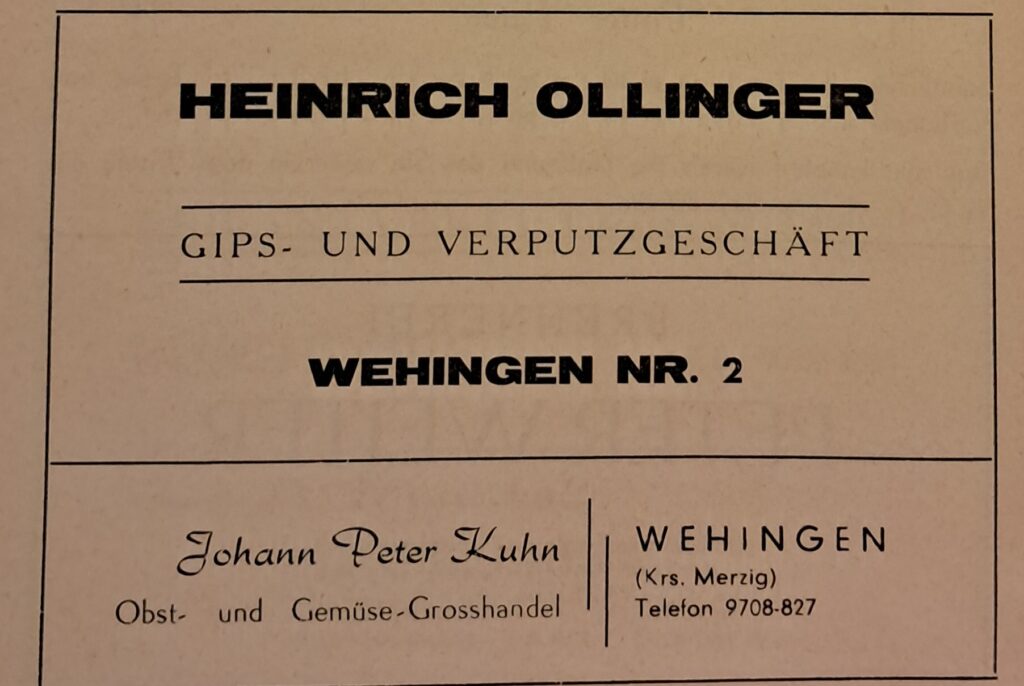 HEINRICH OLLINGER
GIPS- UND VERPUTZGESCHÄFT
WEHINGEN NR. 2
Johann Peter Kuhn
Obst- und Gemüse-Grosshandel
WEHINGEN
(Krs. Merzig)
Telefon 9708-827